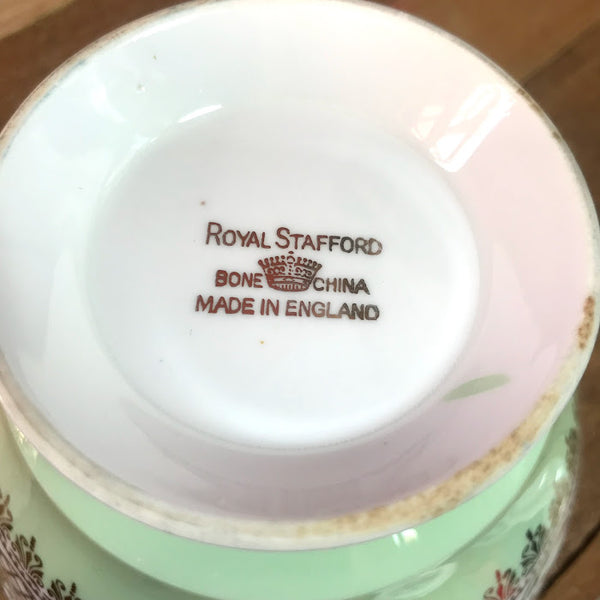 ROYAL STAFFORD
BONE CHINA
MADE IN ENGLAND